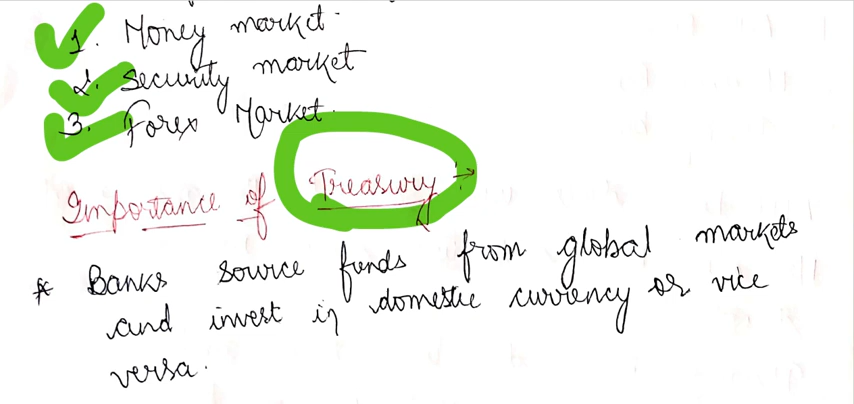 1. Money market.
2. Security market
3. Forex Market.
Importance of Treasury :→
* Banks source funds from global markets
and invest in domestic currency or vice
versa.